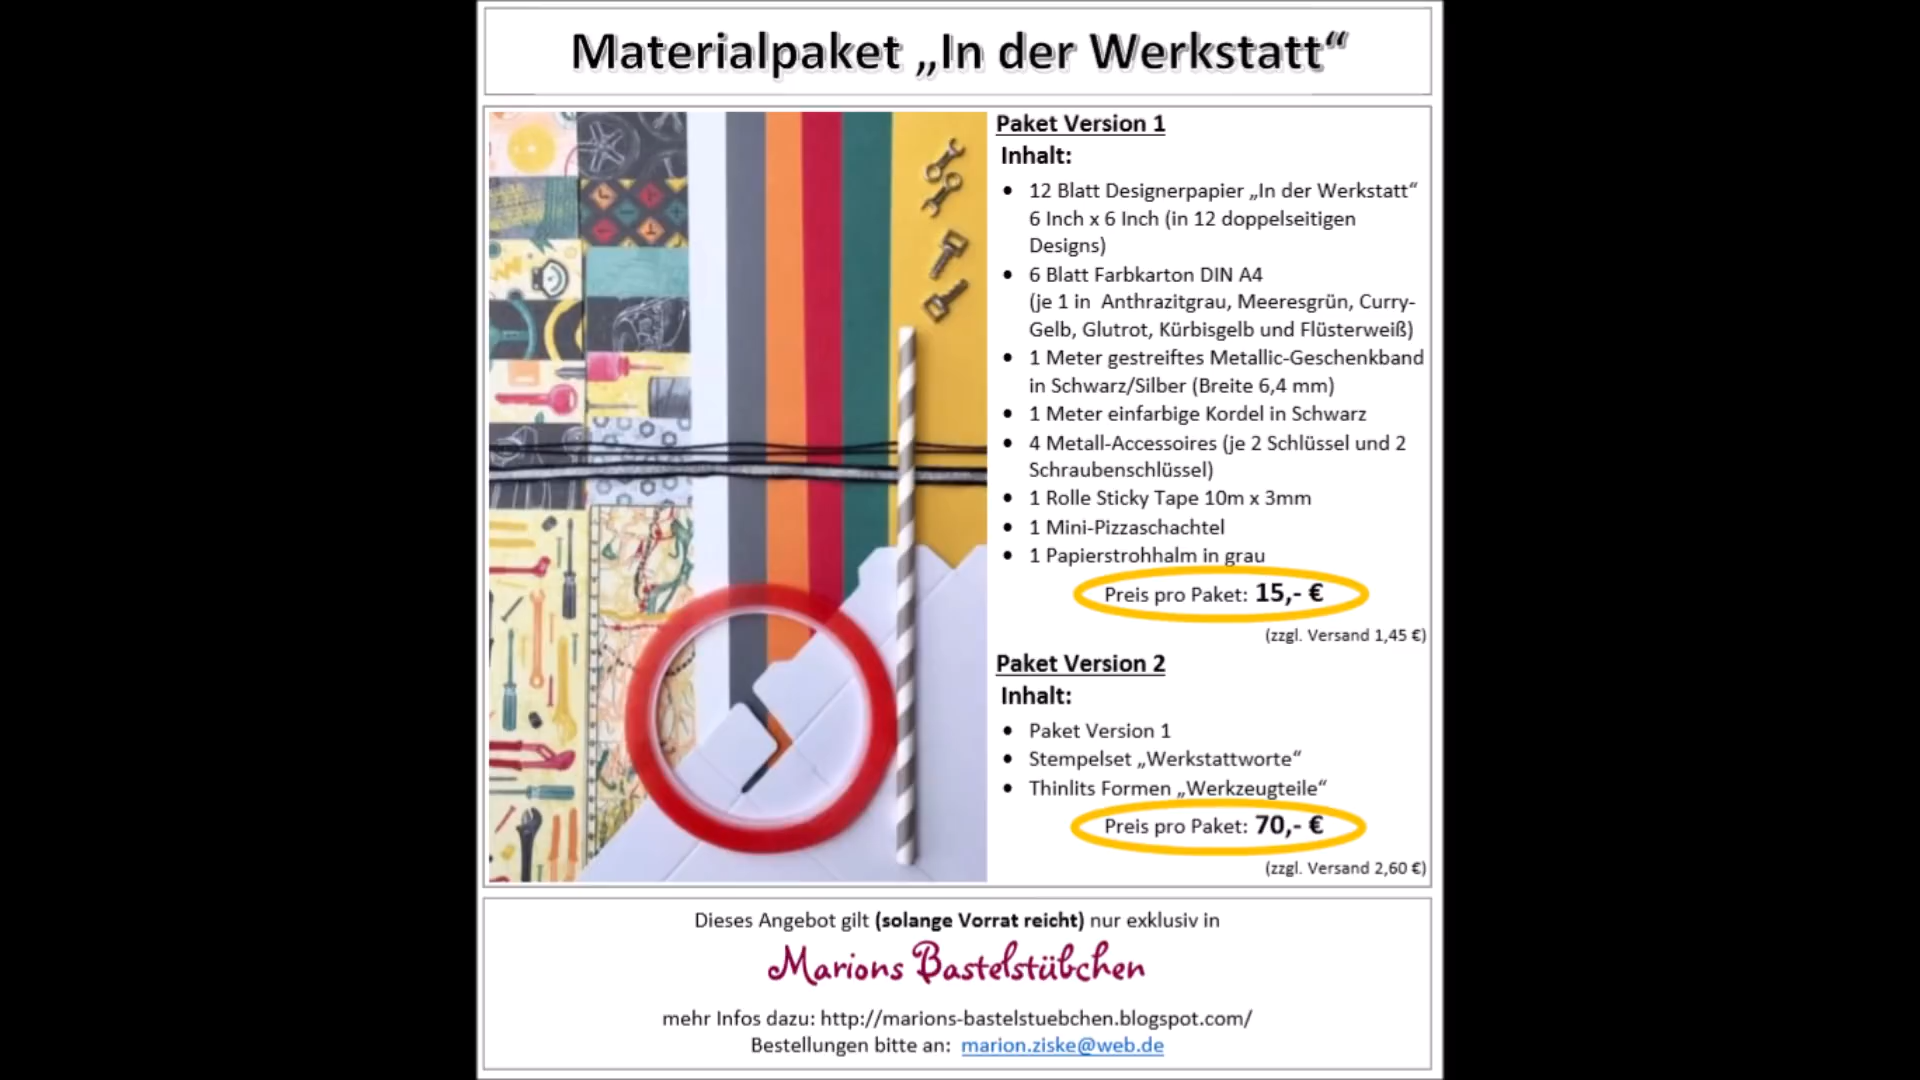 Materialpaket „In der Werkstatt“
Paket Version 1
Inhalt:
• 12 Blatt Designerpapier „In der Werkstatt“
6 Inch x 6 Inch (in 12 doppelseitigen
Designs)
• 6 Blatt Farbkarton DIN A4
(je 1 in  Anthrazitgrau, Meeresgrün, Curry-
Gelb, Glutrot, Kürbisgelb und Flüsterweiß)
• 1 Meter gestreiftes Metallic-Geschenkband
in Schwarz/Silber (Breite 6,4 mm)
• 1 Meter einfarbige Kordel in Schwarz
• 4 Metall-Accessoires (je 2 Schlüssel und 2
Schraubenschlüssel)
• 1 Rolle Sticky Tape 10m x 3mm
• 1 Mini-Pizzaschachtel
• 1 Papierstrohhalm in grau
Preis pro Paket: 15,- €
(zzgl. Versand 1,45 €)
Paket Version 2
Inhalt:
• Paket Version 1
• Stempelset „Werkstattworte“
• Thinlits Formen „Werkzeugteile“
Preis pro Paket: 70,- €
(zzgl. Versand 2,60 €)
Dieses Angebot gilt (solange Vorrat reicht) nur exklusiv in
Marions Bastelstübchen
mehr Infos dazu: http://marions-bastelstuebchen.blogspot.com/
Bestellungen bitte an: marion.ziske@web.de